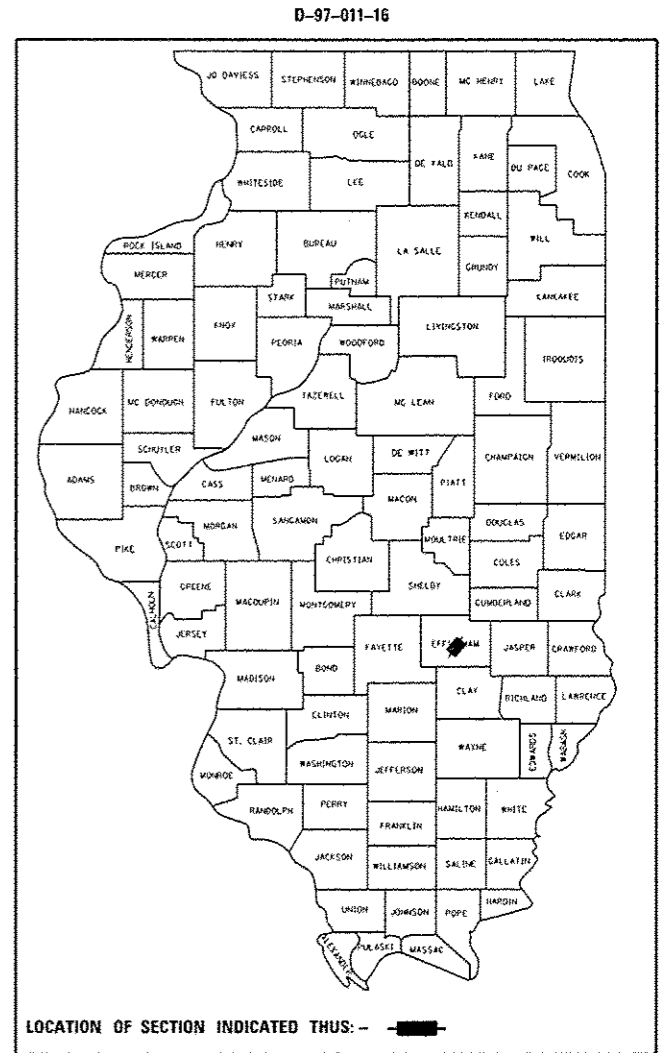 D-97-011-16
JO DAVIESS STEPHENSON WINNEBAGO BOONE MC HENRY LAKE
CARROLL OGLE
DE KALB KANE DU PAGE COOK
WHITESIDE LEE
KENDALL
ROCK ISLAND HENRY BUREAU LA SALLE WILL
MERCER PUTNAM GRUNDY
STARK MARSHALL KANKAKEE
HENDERSON WARREN KNOX PEORIA WOODFORD LIVINGSTON IROQUOIS
HANCOCK MC DONOUGH FULTON TAZEWELL MC LEAN FORD
MASON
SCHUYLER LOGAN DE WITT CHAMPAIGN VERMILION
ADAMS BROWN CASS MENARD PIATT
MACON
MORGAN SANGAMON DOUGLAS
PIKE SCOTT CHRISTIAN MOULTRIE COLES EDGAR
GREENE SHELBY
CALHOUN MACOUPIN MONTGOMERY CUMBERLAND CLARK
JERSEY FAYETTE JASPER CRAWFORD
MADISON BOND CLAY RICHLAND LAWRENCE
CLINTON MARION
ST. CLAIR WAYNE EDWARDS WABASH
MONROE WASHINGTON JEFFERSON
RANDOLPH PERRY HAMILTON WHITE
FRANKLIN
JACKSON WILLIAMSON SALINE GALLATIN
HARDIN
UNION JOHNSON POPE
ALEXANDER PULASKI MASSAC
LOCATION OF SECTION INDICATED THUS: -